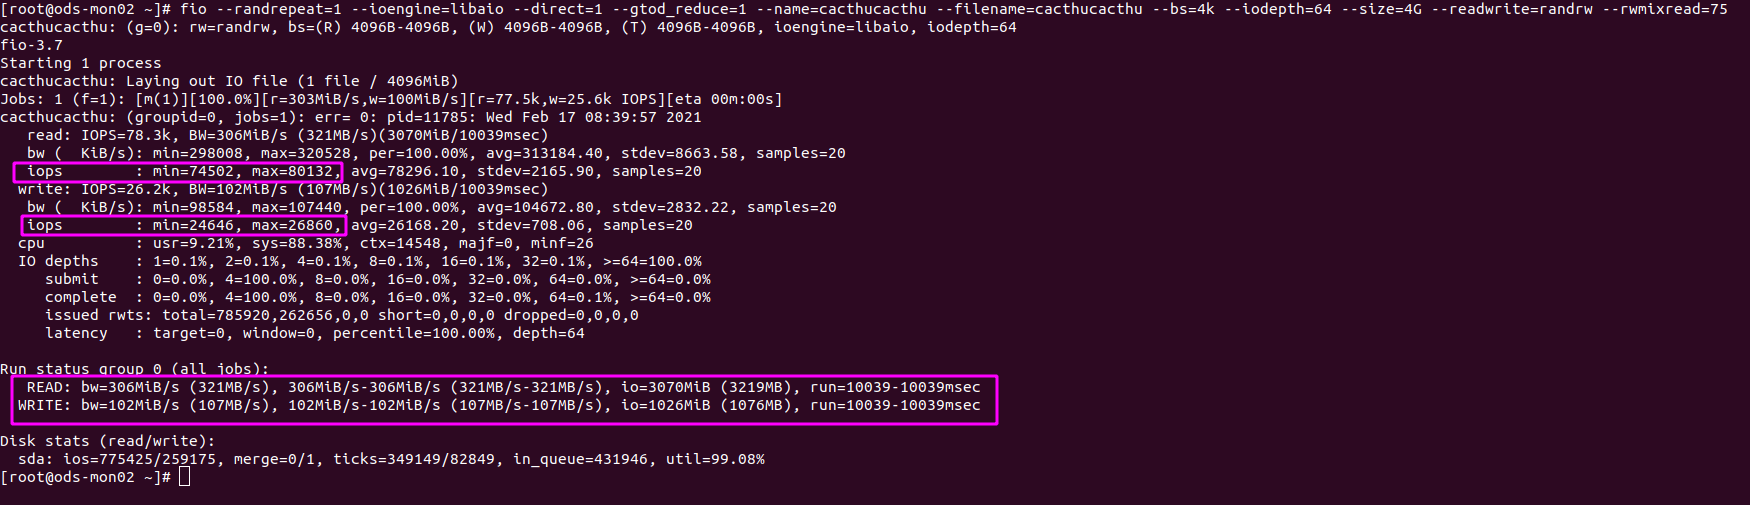 [root@ods-mon02 ~]# fio --randrepeat=1 --ioengine=libaio --direct=1 --gtod_reduce=1 --name=cacthucacthu --filename=cacthucacthu --bs=4k --iodepth=64 --size=4G --readwrite=randrw --rwmixread=75
cacthucacthu: (g=0): rw=randrw, bs=(R) 4096B-4096B, (W) 4096B-4096B, (T) 4096B-4096B, ioengine=libaio, iodepth=64
fio-3.7
Starting 1 process
cacthucacthu: Laying out IO file (1 file / 4096MiB)
Jobs: 1 (f=1): [m(1)][100.0%][r=303MiB/s,w=100MiB/s][r=77.5k,w=25.6k IOPS][eta 00m:00s]
cacthucacthu: (groupid=0, jobs=1): err= 0: pid=11785: Wed Feb 17 08:39:57 2021
   read: IOPS=78.3k, BW=306MiB/s (321MB/s)(3070MiB/10039msec)
   bw (  KiB/s): min=298008, max=320528, per=100.00%, avg=313184.40, stdev=8663.58, samples=20
   iops        : min=74502, max=80132, avg=78296.10, stdev=2165.90, samples=20
  write: IOPS=26.2k, BW=102MiB/s (107MB/s)(1026MiB/10039msec)
   bw (  KiB/s): min=98584, max=107440, per=100.00%, avg=104672.80, stdev=2832.22, samples=20
   iops        : min=24646, max=26860, avg=26168.20, stdev=708.06, samples=20
  cpu          : usr=9.21%, sys=88.38%, ctx=14548, majf=0, minf=26
  IO depths    : 1=0.1%, 2=0.1%, 4=0.1%, 8=0.1%, 16=0.1%, 32=0.1%, >=64=100.0%
     submit    : 0=0.0%, 4=100.0%, 8=0.0%, 16=0.0%, 32=0.0%, 64=0.0%, >=64=0.0%
     complete  : 0=0.0%, 4=100.0%, 8=0.0%, 16=0.0%, 32=0.0%, 64=0.1%, >=64=0.0%
     issued rwts: total=785920,262656,0,0 short=0,0,0,0 dropped=0,0,0,0
     latency   : target=0, window=0, percentile=100.00%, depth=64
Run status group 0 (all jobs):
   READ: bw=306MiB/s (321MB/s), 306MiB/s-306MiB/s (321MB/s-321MB/s), io=3070MiB (3219MB), run=10039-10039msec
  WRITE: bw=102MiB/s (107MB/s), 102MiB/s-102MiB/s (107MB/s-107MB/s), io=1026MiB (1076MB), run=10039-10039msec
Disk stats (read/write):
  sda: ios=775425/259175, merge=0/1, ticks=349149/82849, in_queue=431946, util=99.08%
[root@ods-mon02 ~]#